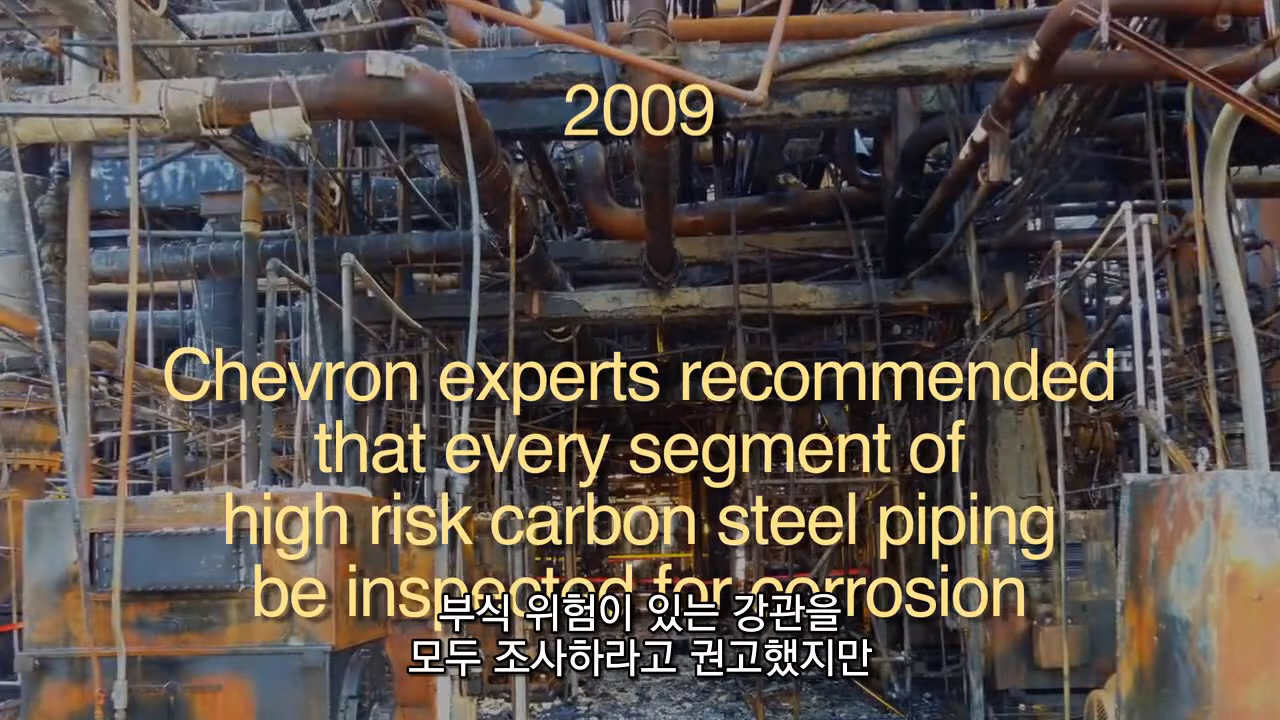 2009
Chevron experts recommended
that every segment of
high risk carbon steel piping
be inspected for corrosion
부식 위험이 있는 강관을
모두 조사하라고 권고했지만